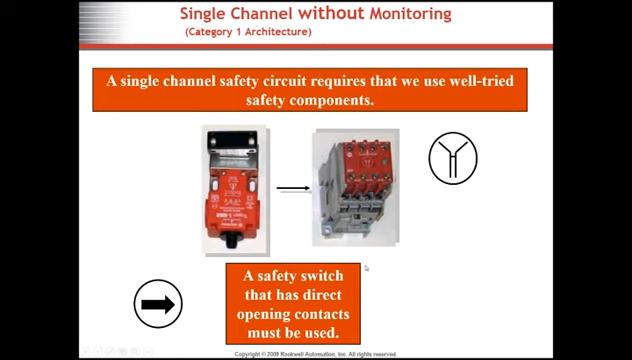 Single Channel without Monitoring
(Category 1 Architecture)
A single channel safety circuit requires that we use well-tried
safety components.
A safety switch
that has direct
opening contacts
must be used.
Copyright © 2009 Rockwell Automation, Inc. All rights reserved